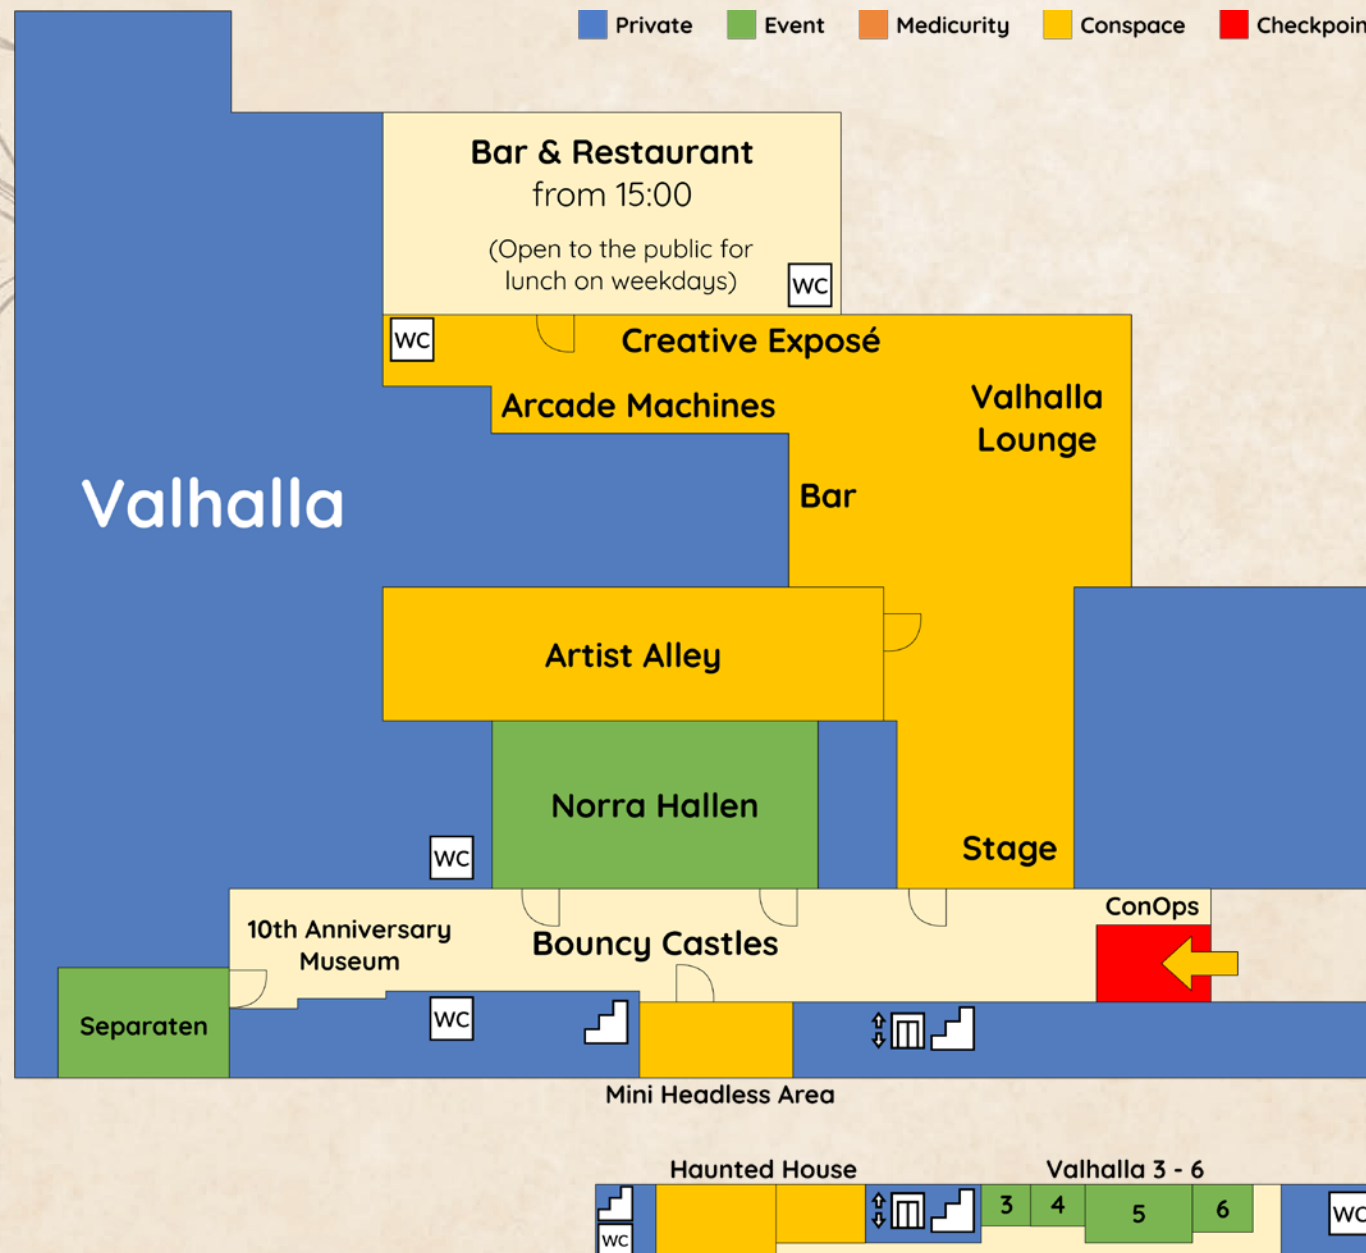 Private
Event
Medicurity
Conspace
Checkpoin
Bar & Restaurant
from 15:00
(Open to the public for
lunch on weekdays)
WC
WC
Creative Exposé
Arcade Machines
Valhalla
Lounge
Valhalla
Bar
Artist Alley
Norra Hallen
Stage
WC
ConOps
10th Anniversary
Museum
Bouncy Castles
Separaten
WC
Mini Headless Area
Haunted House
Valhalla 3 - 6
3
4
5
6
WC
WC